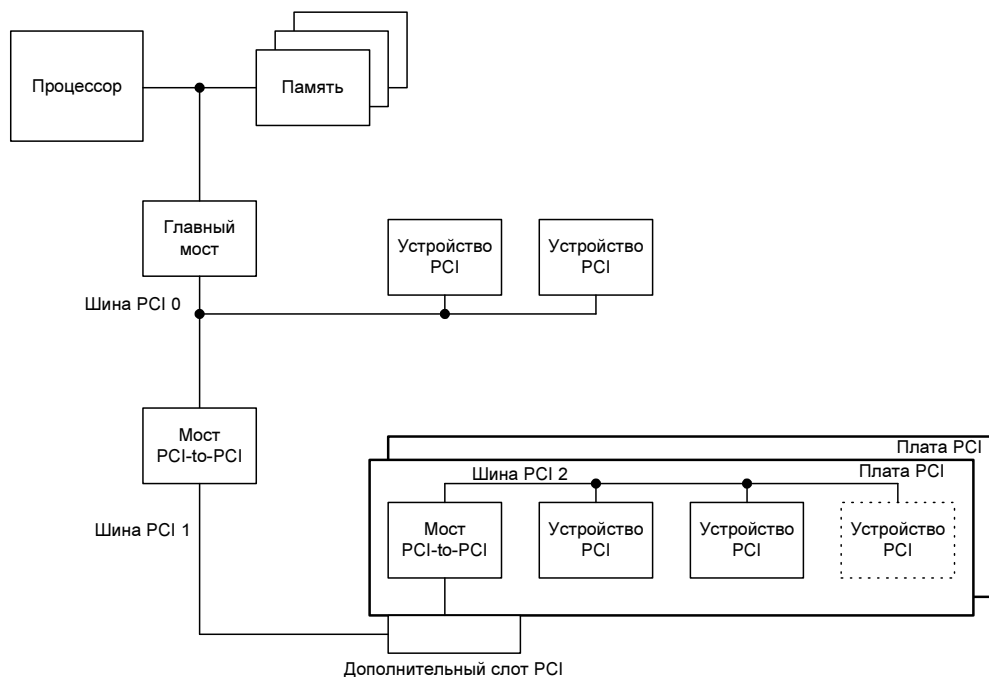 Процессор
Память
Главный
мост
Устройство
PCI
Устройство
PCI
Шина PCI 0
Мост
PCI-to-PCI
Плата PCI
Шина PCI 2
Плата PCI
Шина PCI 1
Мост
PCI-to-PCI
Устройство
PCI
Устройство
PCI
Устройство
PCI
Дополнительный слот PCI